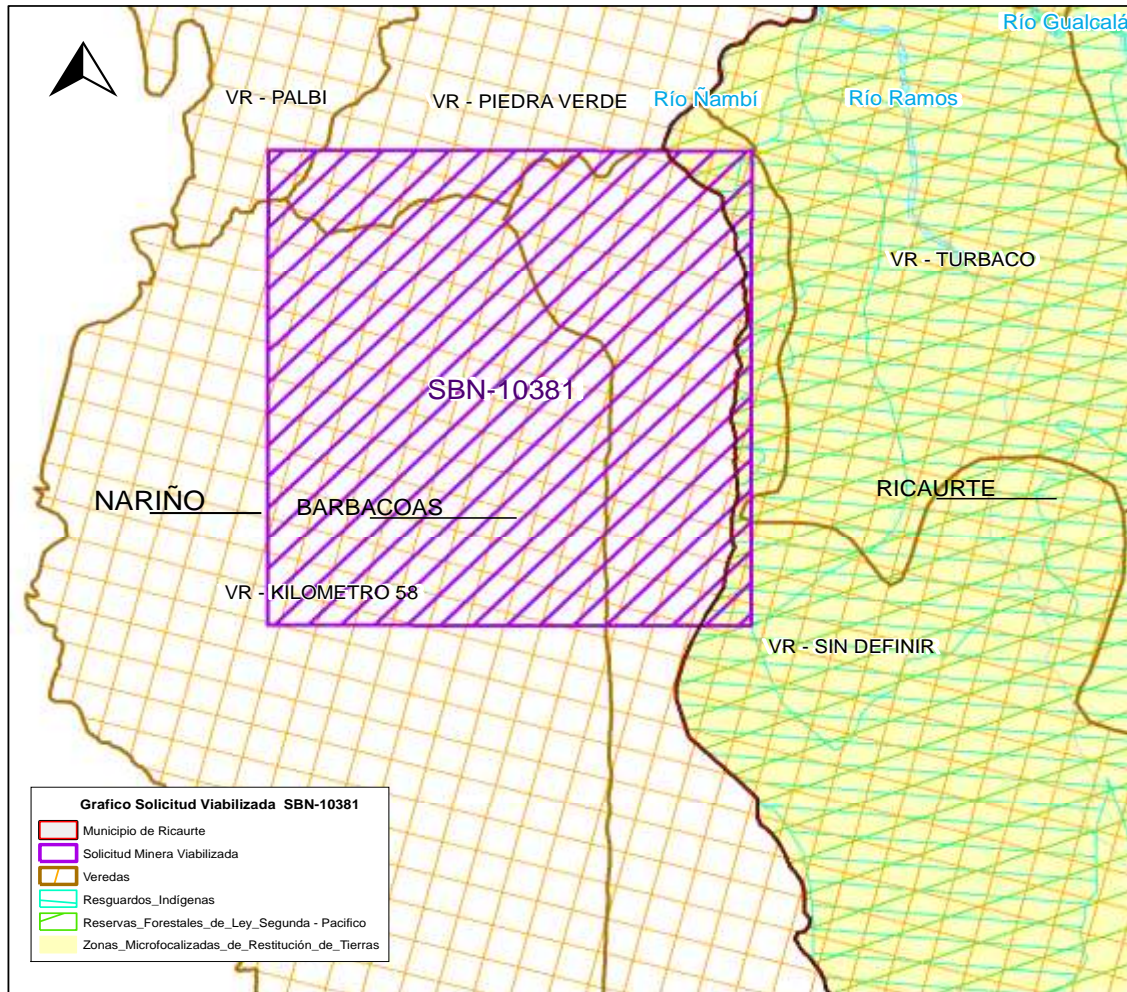 Río Gualcalá
VR - PALBI
VR - PIEDRA VERDE
Río Ñambí
Río Ramos
VR - TURBACO
SBN-10381
NARIÑO
BARBACOAS
RICAURTE
VR - KILOMETRO 58
VR - SIN DEFINIR
Grafico Solicitud Viabilizada SBN-10381
Municipio de Ricaurte
Solicitud Minera Viabilizada
Veredas
Resguardos_Indígenas
Reservas_Forestales_de_Ley_Segunda - Pacifico
Zonas_Microfocalizadas_de_Restitución_de_Tierras